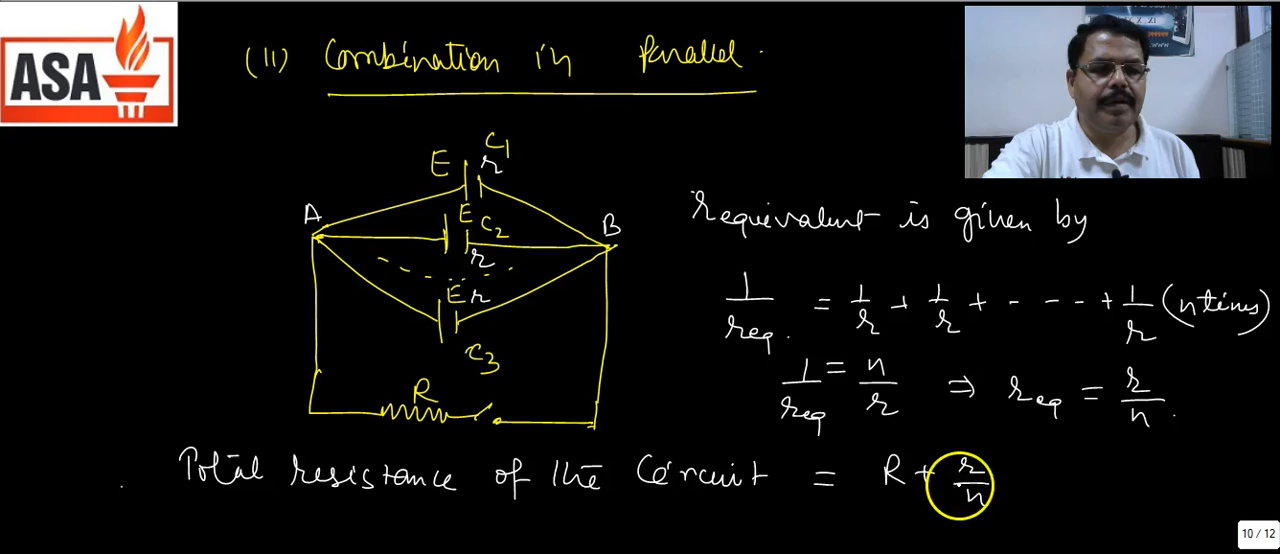 ASA
(II) Combination in Parallel.
C1
E r
A E C2 B
r
E r
C3
R
r equivalent is given by
1/req. = 1/r + 1/r + - - - + 1/r (n times)
1/req = n/r ⇒ req = r/n.
Total resistance of the Circuit = R + r/n
10 / 12